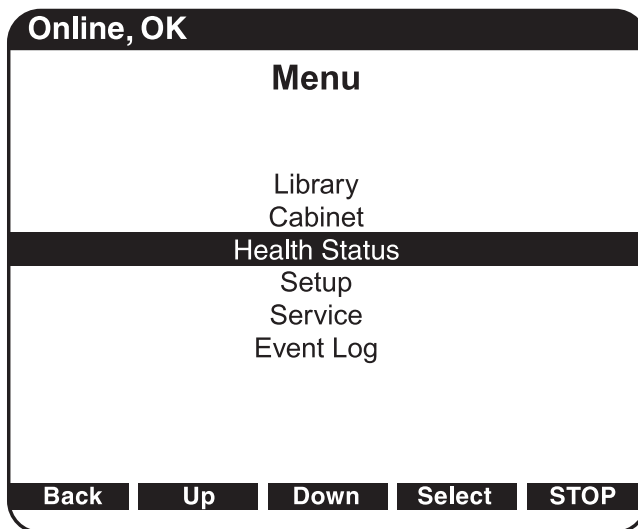 Online, OK
Menu
Library
Cabinet
Health Status
Setup
Service
Event Log
Back Up Down Select STOP